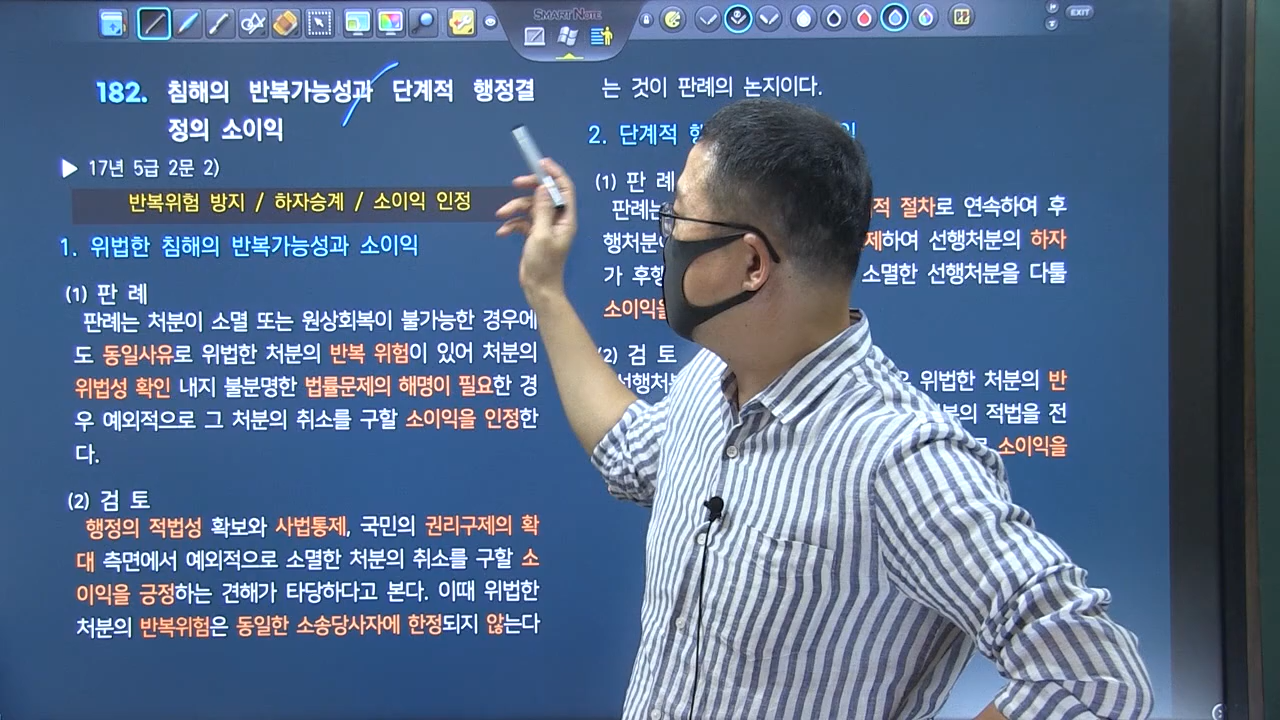 SMARTNOTE
EXIT
182. 침해의 반복가능성과 단계적 행정결
정의 소이익
▶ 17년 5급 2문 2)
반복위험 방지 / 하자승계 / 소이익 인정
1. 위법한 침해의 반복가능성과 소이익
(1) 판 례
판례는 처분이 소멸 또는 원상회복이 불가능한 경우에
도 동일사유로 위법한 처분의 반복 위험이 있어 처분의
위법성 확인 내지 불분명한 법률문제의 해명이 필요한 경
우 예외적으로 그 처분의 취소를 구할 소이익을 인정한
다.
(2) 검 토
행정의 적법성 확보와 사법통제, 국민의 권리구제의 확
대 측면에서 예외적으로 소멸한 처분의 취소를 구할 소
이익을 긍정하는 견해가 타당하다고 본다. 이때 위법한
처분의 반복위험은 동일한 소송당사자에 한정되지 않는다
는 것이 판례의 논지이다.
2. 단계적
(1) 판 례
판례는 적 절차로 연속하여 후
행처분 하여 선행처분의 하자
가 후행 소멸한 선행처분을 다툴
소이익을
(2) 검 토
선행처 위법한 처분의 반
적법을 전
소이익을